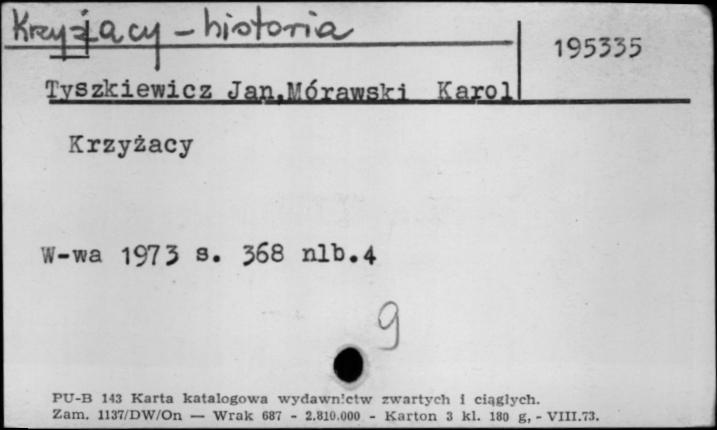 Krzyżacy - historia
195335
Tyszkiewicz Jan,Mórawski Karol
Krzyżacy
W-wa 1973 s. 368 nlb.4
9
PU-B 143 Karta katalogowa wydawnictw zwartych i ciągłych.
Zam. 1137/DW/On — Wrak 687 - 2.810.000 - Karton 3 kl. 180 g, - VIII.73.